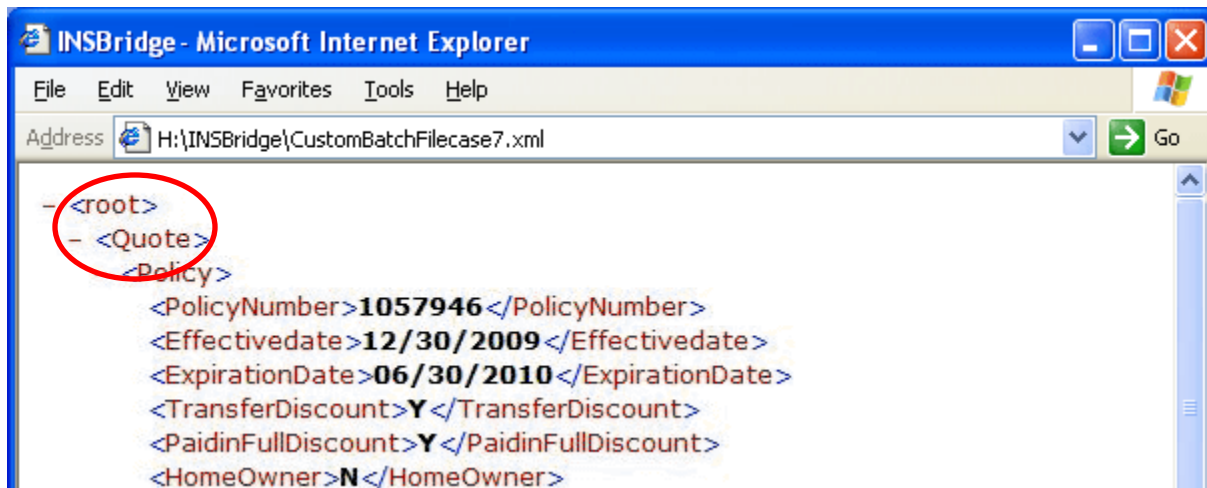 INSBridge - Microsoft Internet Explorer
File Edit View Favorites Tools Help
Address H:\INSBridge\CustomBatchFilecase7.xml Go
– <root>
– <Quote>
<Policy>
<PolicyNumber>1057946</PolicyNumber>
<Effectivedate>12/30/2009</Effectivedate>
<ExpirationDate>06/30/2010</ExpirationDate>
<TransferDiscount>Y</TransferDiscount>
<PaidinFullDiscount>Y</PaidinFullDiscount>
<HomeOwner>N</HomeOwner>